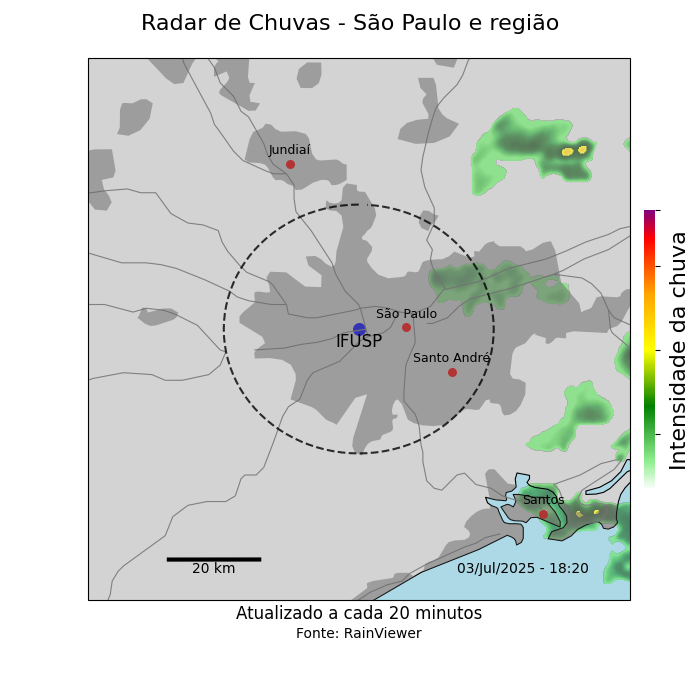 Radar de Chuvas - São Paulo e região
Jundiaí
São Paulo
IFUSP
Santo André
Santos
20 km
03/Jul/2025 - 18:20
Intensidade da chuva
Atualizado a cada 20 minutos
Fonte: RainViewer